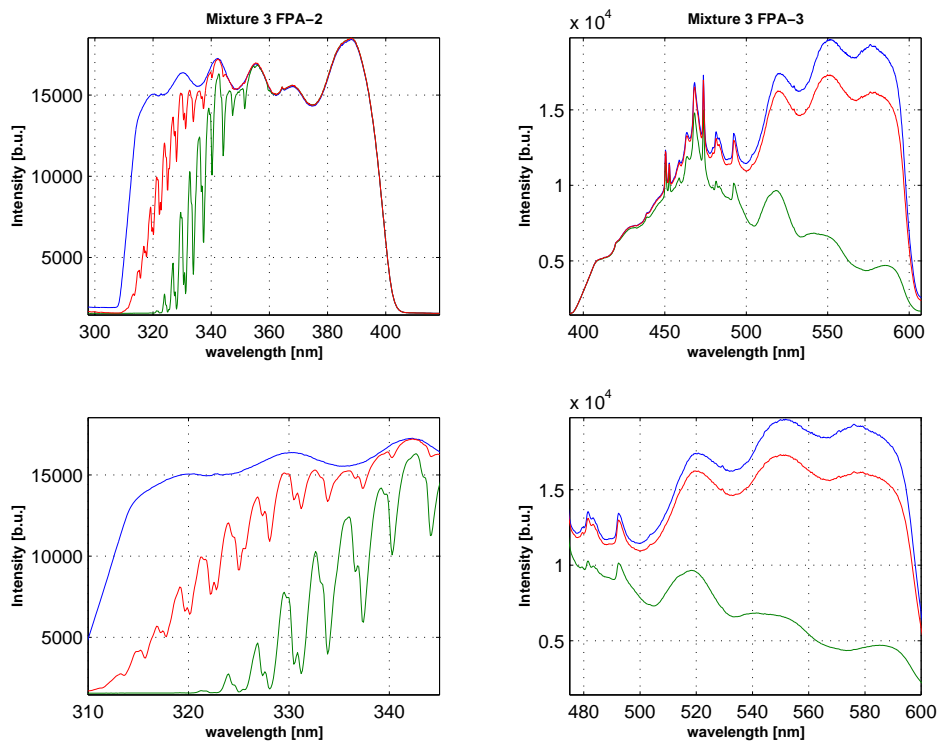 Mixture 3 FPA−2
15000
10000
5000
Intensity [b.u.]
300 320 340 360 380 400
wavelength [nm]
Mixture 3 FPA−3
x 10^4
1.5
1
0.5
Intensity [b.u.]
400 450 500 550 600
wavelength [nm]
15000
10000
5000
Intensity [b.u.]
310 320 330 340
wavelength [nm]
x 10^4
1.5
1
0.5
Intensity [b.u.]
480 500 520 540 560 580 600
wavelength [nm]